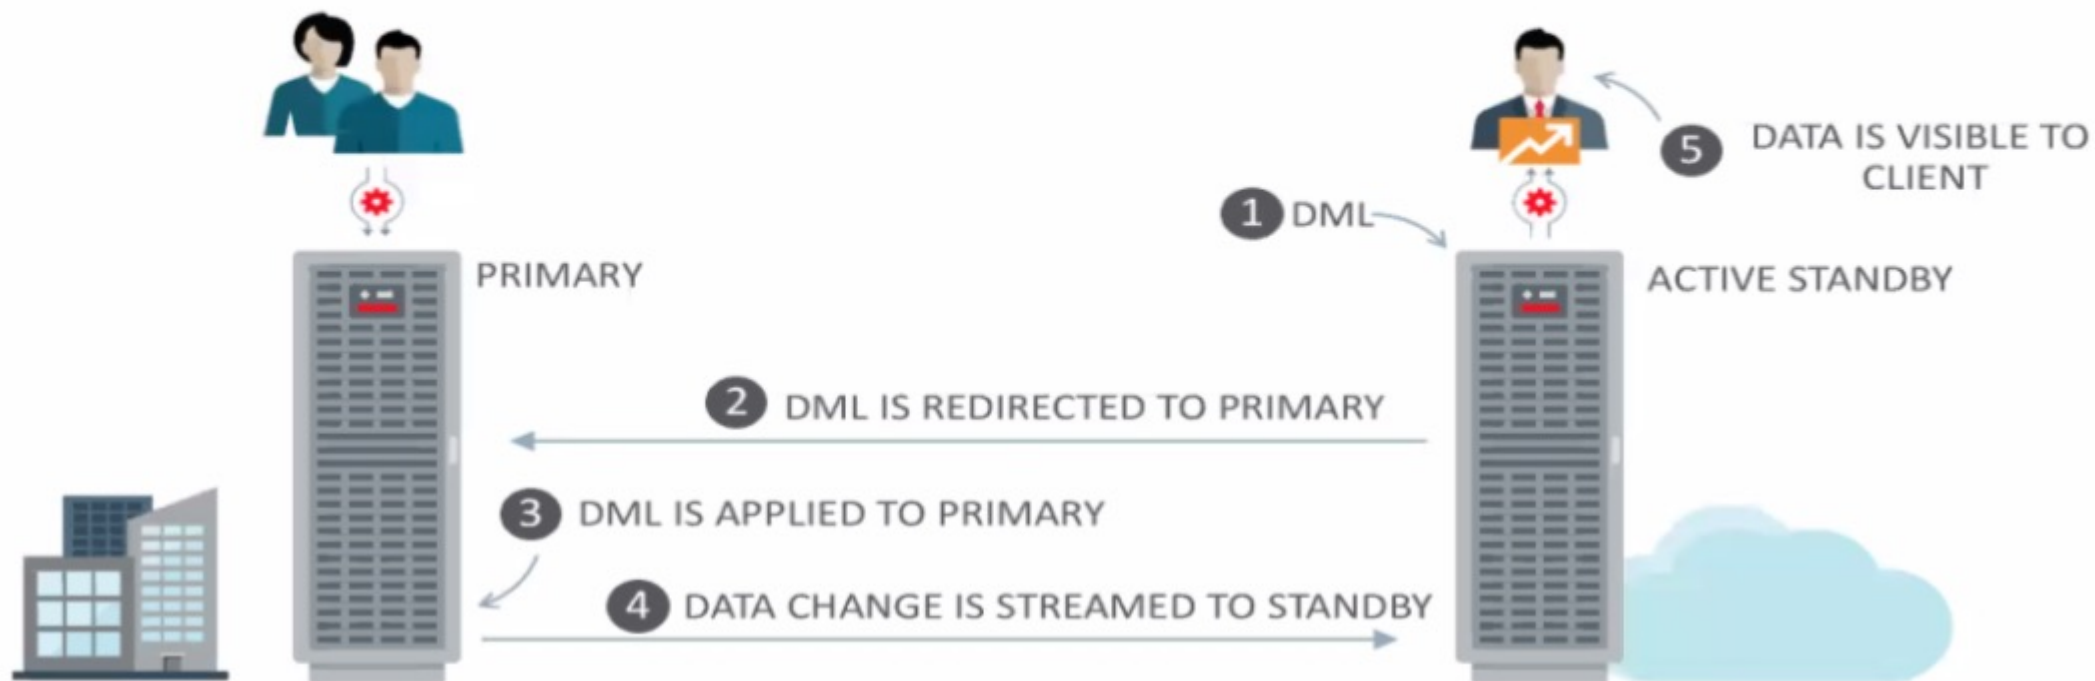 5 DATA IS VISIBLE TO
CLIENT
1 DML
PRIMARY
ACTIVE STANDBY
2 DML IS REDIRECTED TO PRIMARY
3 DML IS APPLIED TO PRIMARY
4 DATA CHANGE IS STREAMED TO STANDBY